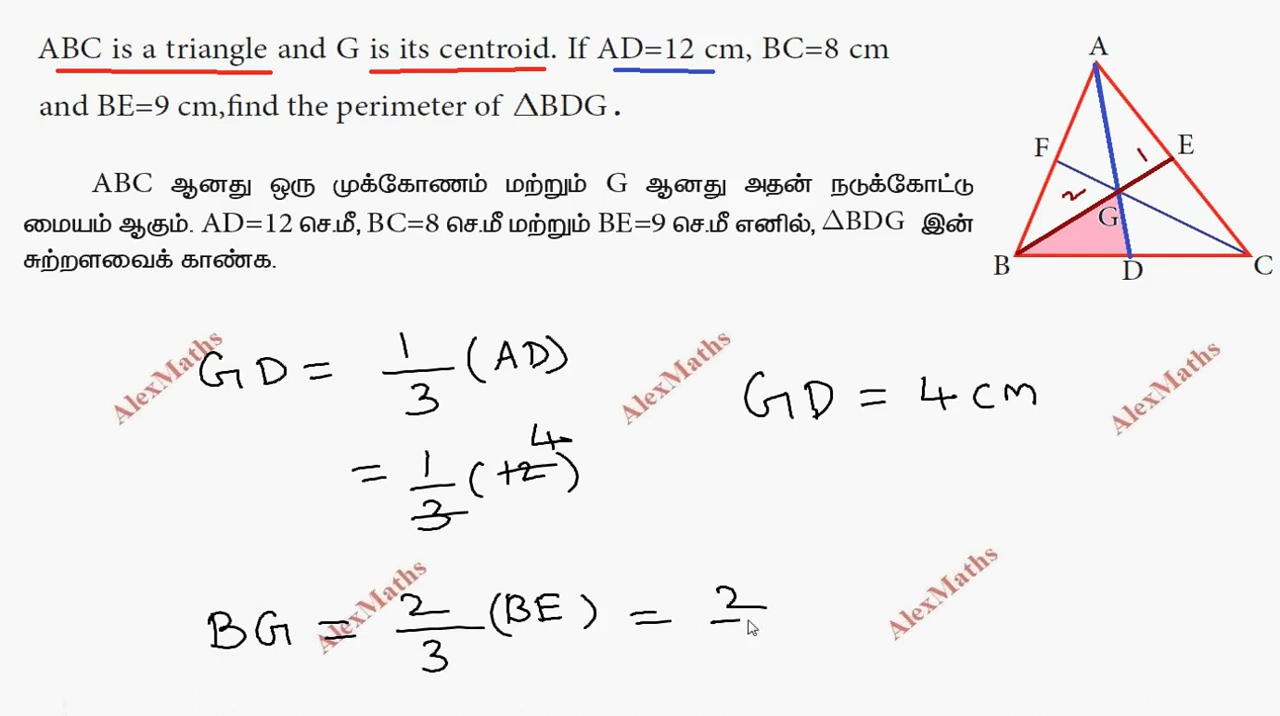 ABC is a triangle and G is its centroid. If AD=12 cm, BC=8 cm
and BE=9 cm,find the perimeter of △BDG .
ABC ஆனது ஒரு முக்கோணம் மற்றும் G ஆனது அதன் நடுக்கோட்டு
மையம் ஆகும். AD=12 செ.மீ, BC=8 செ.மீ மற்றும் BE=9 செ.மீ எனில், △BDG இன்
சுற்றளவைக் காண்க.
A
F
E
1
2
G
B
D
C
AlexMaths
AlexMaths
AlexMaths
GD = 1/3 (AD)
GD = 4 cm
= 1/3 (12) 4
AlexMaths
AlexMaths
BG = 2/3 (BE) = 2